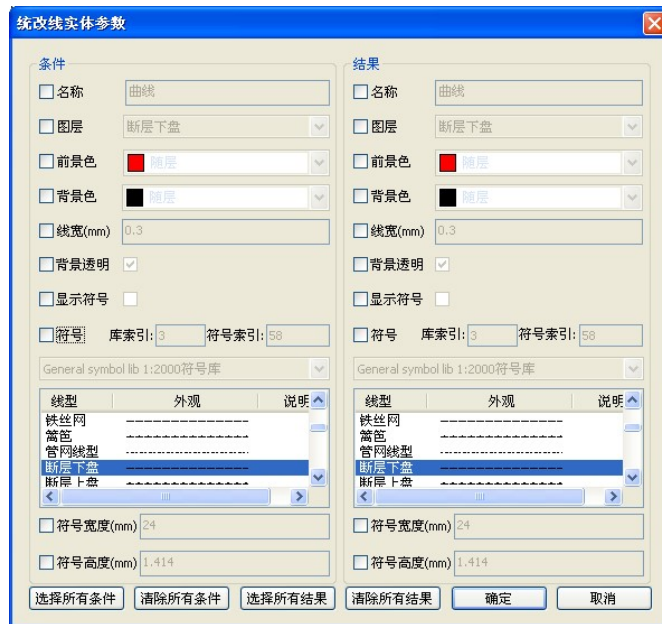 统改线实体参数
条件
名称 曲线
图层 断层下盘
前景色 随层
背景色 随层
线宽(mm) 0.3
背景透明
显示符号
符号 库索引: 3 符号索引: 58
General symbol lib 1:2000符号库
线型 外观 说明
铁丝网
篱笆
管网线型
断层下盘
断层上盘
符号宽度(mm) 24
符号高度(mm) 1.414
结果
名称 曲线
图层 断层下盘
前景色 随层
背景色 随层
线宽(mm) 0.3
背景透明
显示符号
符号 库索引: 3 符号索引: 58
General symbol lib 1:2000符号库
线型 外观 说明
铁丝网
篱笆
管网线型
断层下盘
断层上盘
符号宽度(mm) 24
符号高度(mm) 1.414
选择所有条件 清除所有条件 选择所有结果 清除所有结果 确定 取消